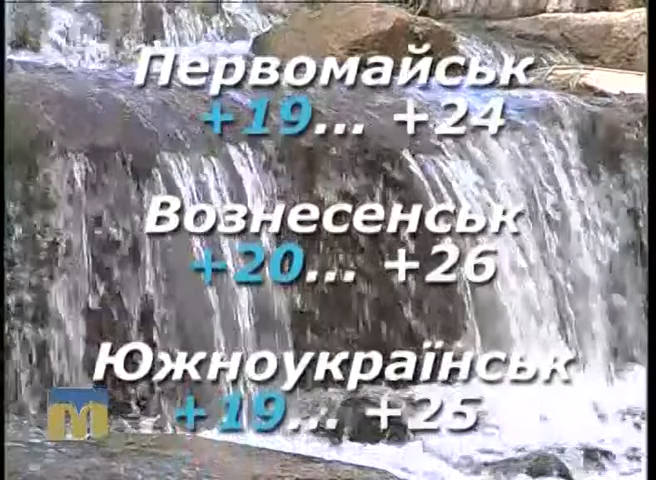 Первомайськ
+19... +24
Вознесенськ
+20... +26
Южноукраїнськ
+19... +25
m